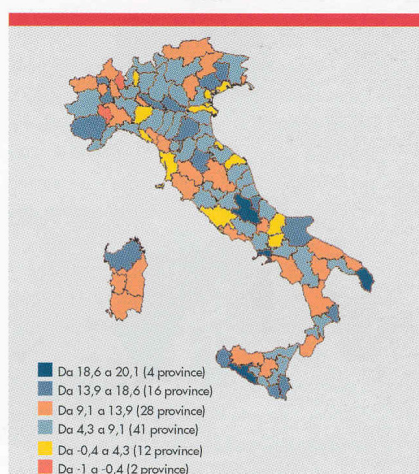 Da 18,6 a 20,1 (4 province)
Da 13,9 a 18,6 (16 province)
Da 9,1 a 13,9 (28 province)
Da 4,3 a 9,1 (41 province)
Da -0,4 a 4,3 (12 province)
Da -1 a -0,4 (2 province)